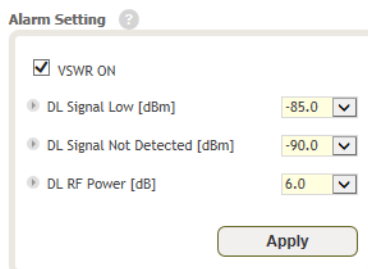 Alarm Setting ?
VSWR ON
DL Signal Low [dBm] -85.0
DL Signal Not Detected [dBm] -90.0
DL RF Power [dB] 6.0
Apply